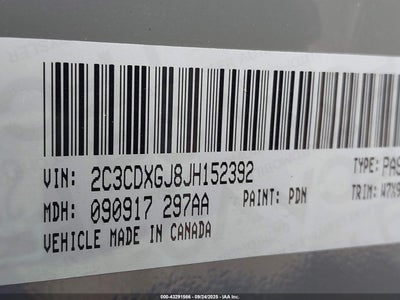 VIN: 2C3CDXGJ8JH152392 TYPE: PAS
MDH: 090917 297AA PAINT: PDN TRIM:
VEHICLE MADE IN CANADA
000-43291566 - 09/24/2025 - © IAA, Inc.